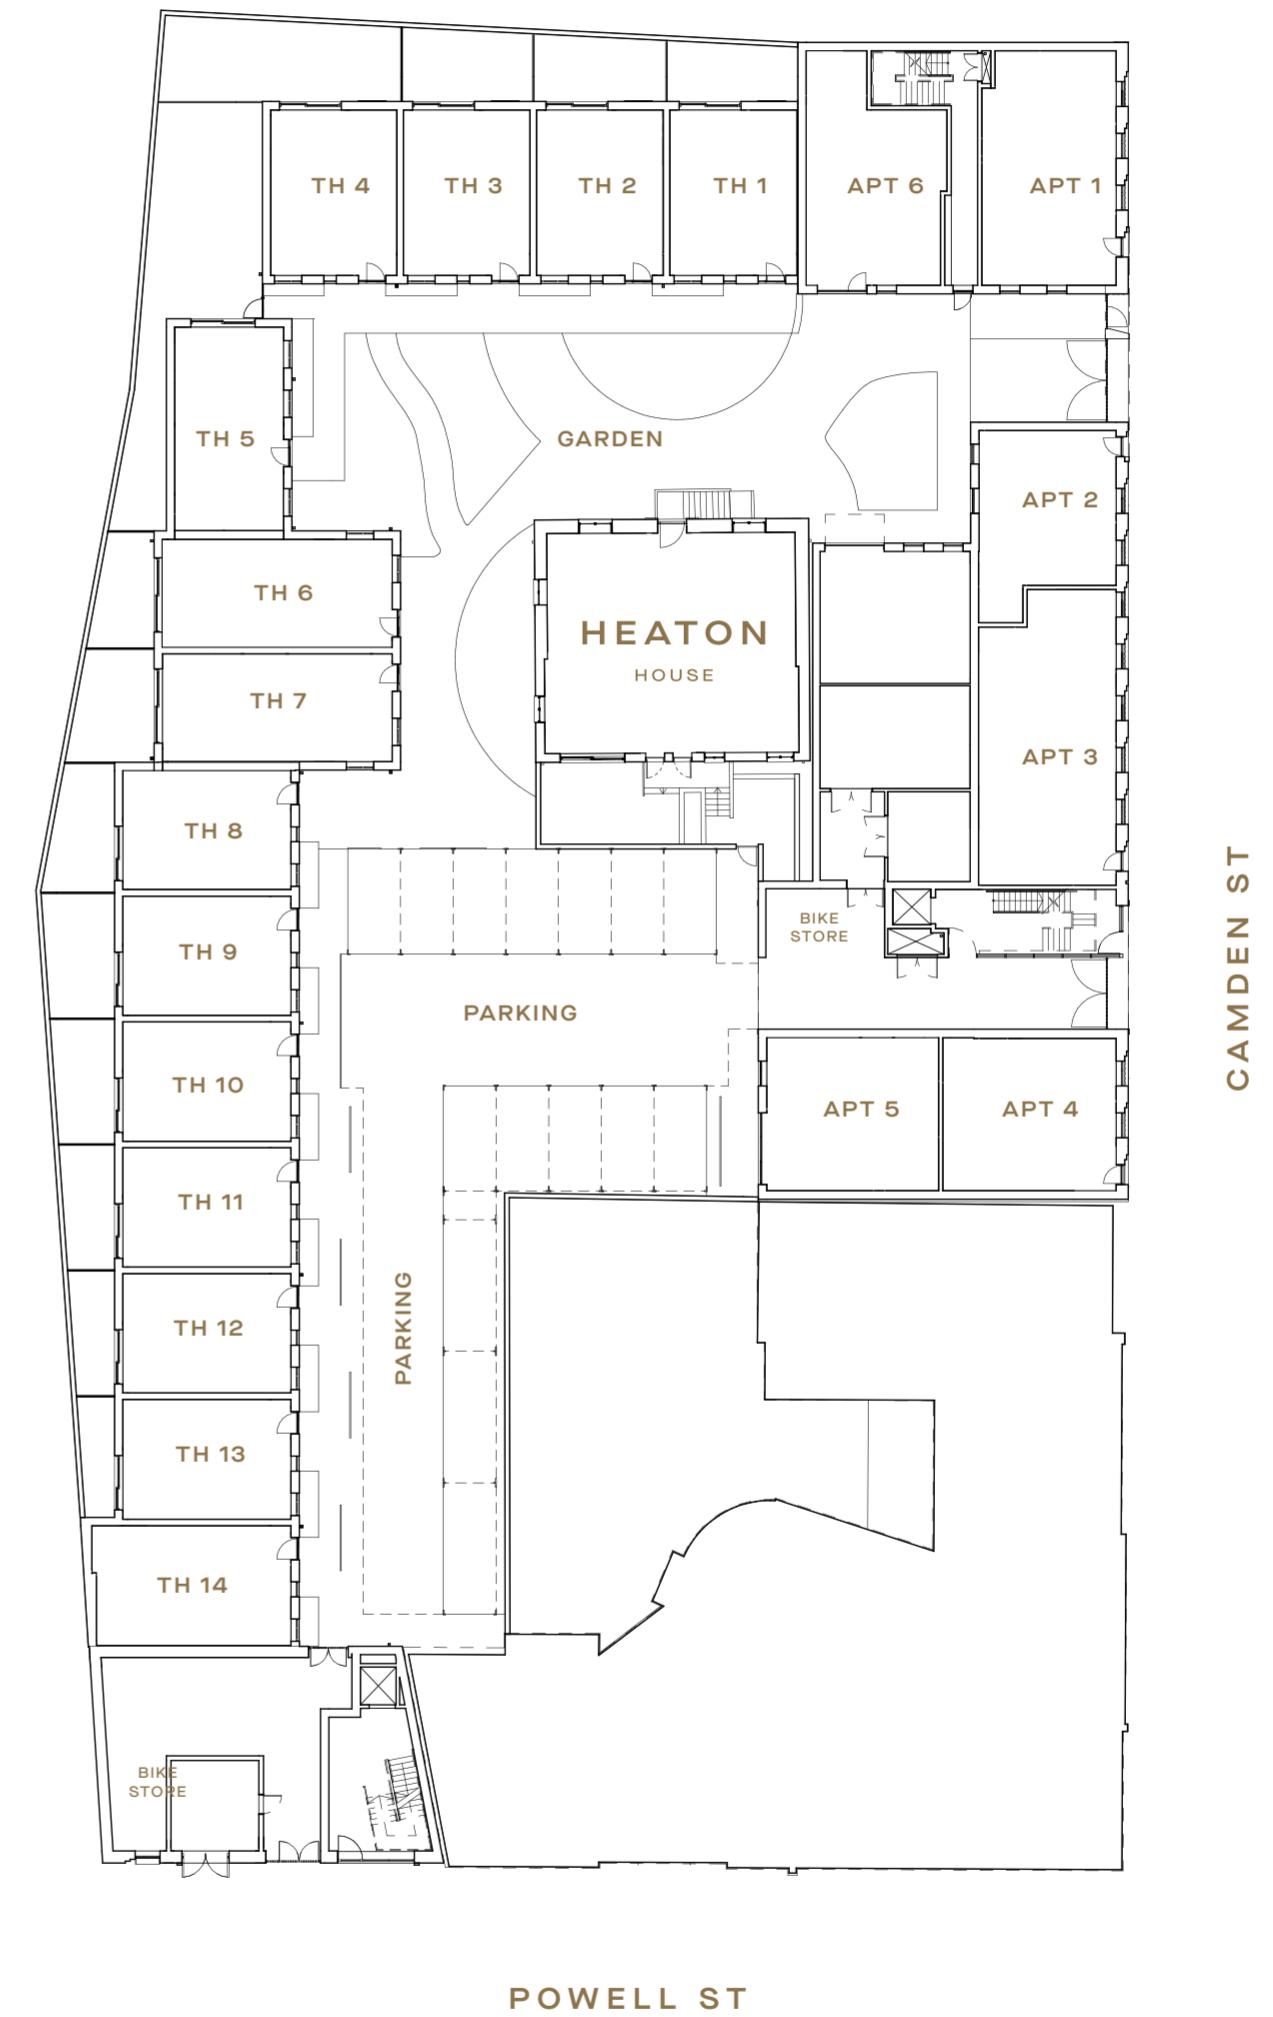 TH 4
TH 3
TH 2
TH 1
APT 6
APT 1
TH 5
GARDEN
APT 2
TH 6
HEATON
HOUSE
TH 7
APT 3
TH 8
BIKE
STORE
TH 9
PARKING
CAMDEN ST
TH 10
APT 5
APT 4
TH 11
PARKING
TH 12
TH 13
TH 14
BIKE
STORE
POWELL ST